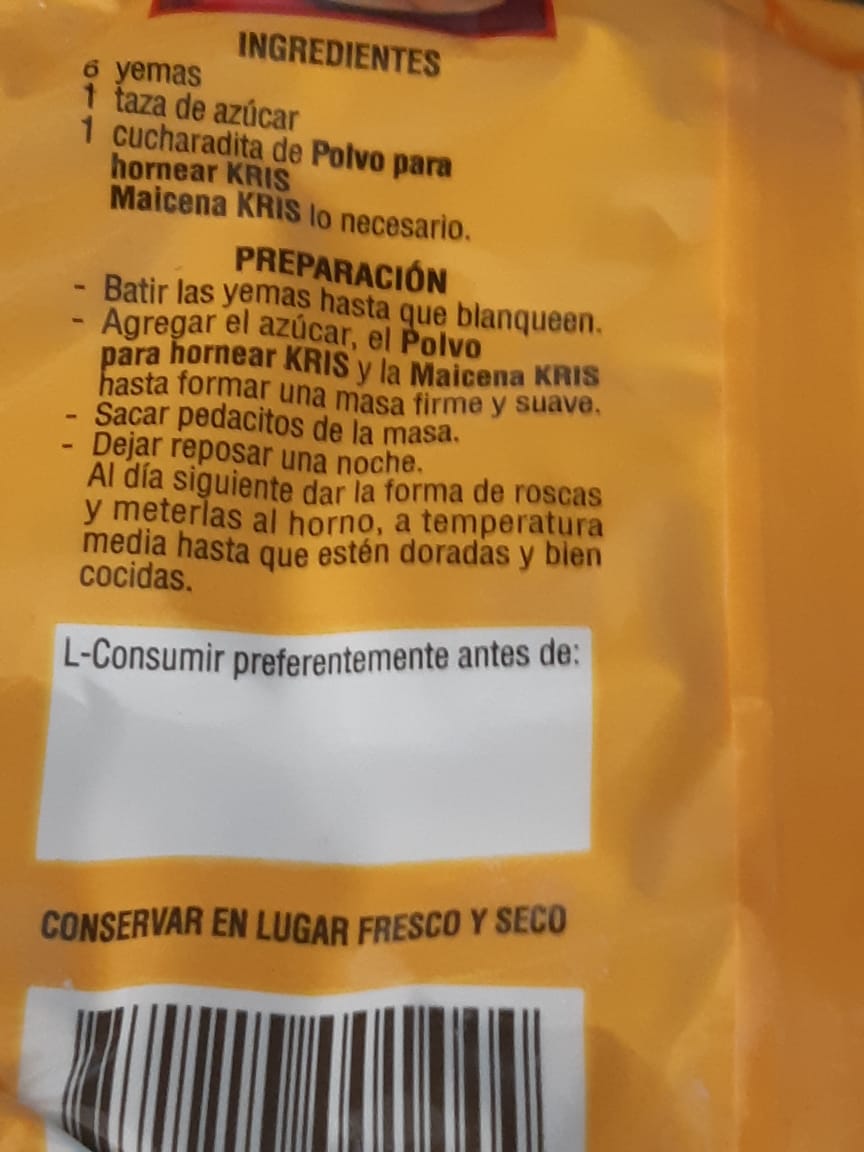 INGREDIENTES
6 yemas
1 taza de azúcar
1 cucharadita de Polvo para
hornear KRIS
Maicena KRIS lo necesario.
PREPARACIÓN
- Batir las yemas hasta que blanqueen.
- Agregar el azúcar, el Polvo
para hornear KRIS y la Maicena KRIS
hasta formar una masa firme y suave.
- Sacar pedacitos de la masa.
- Dejar reposar una noche.
Al día siguiente dar la forma de roscas
y meterlas al horno, a temperatura
media hasta que estén doradas y bien
cocidas.
L-Consumir preferentemente antes de:
CONSERVAR EN LUGAR FRESCO Y SECO